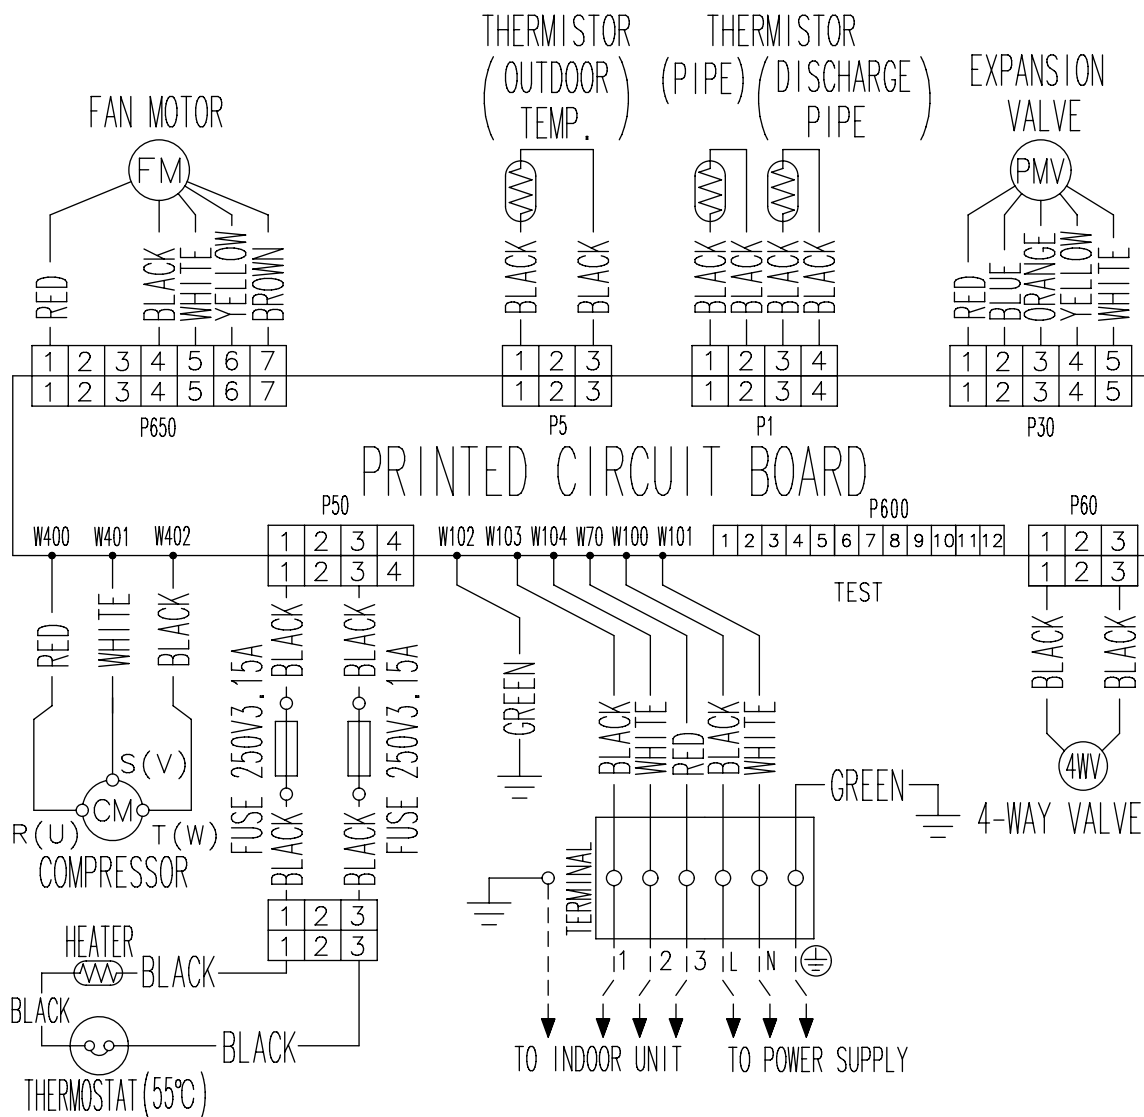 FAN MOTOR
FM
RED
BLACK
WHITE
YELLOW
BROWN
1 2 3 4 5 6 7
1 2 3 4 5 6 7
P650
THERMISTOR
(OUTDOOR
TEMP.)
BLACK
BLACK
1 2 3
1 2 3
P5
THERMISTOR
(PIPE) (DISCHARGE
PIPE)
BLACK
BLACK
BLACK
BLACK
1 2 3 4
1 2 3 4
P1
EXPANSION
VALVE
PMV
RED
BLUE
ORANGE
YELLOW
WHITE
1 2 3 4 5
1 2 3 4 5
P30
PRINTED CIRCUIT BOARD
W400 W401 W402
RED
WHITE
BLACK
S(V)
CM
R(U) T(W)
COMPRESSOR
P50
1 2 3 4
1 2 3 4
BLACK
BLACK
FUSE 250V3.15A
FUSE 250V3.15A
BLACK
BLACK
1 2 3
1 2 3
HEATER
BLACK
BLACK
BLACK
THERMOSTAT(55℃)
W102 W103 W104 W70 W100 W101
GREEN
BLACK
WHITE
RED
BLACK
WHITE
GREEN
TERMINAL
1 2 3 L N
TO INDOOR UNIT
TO POWER SUPPLY
P600
1 2 3 4 5 6 7 8 9 10 11 12
TEST
P60
1 2 3
1 2 3
BLACK
BLACK
4WV
4-WAY VALVE